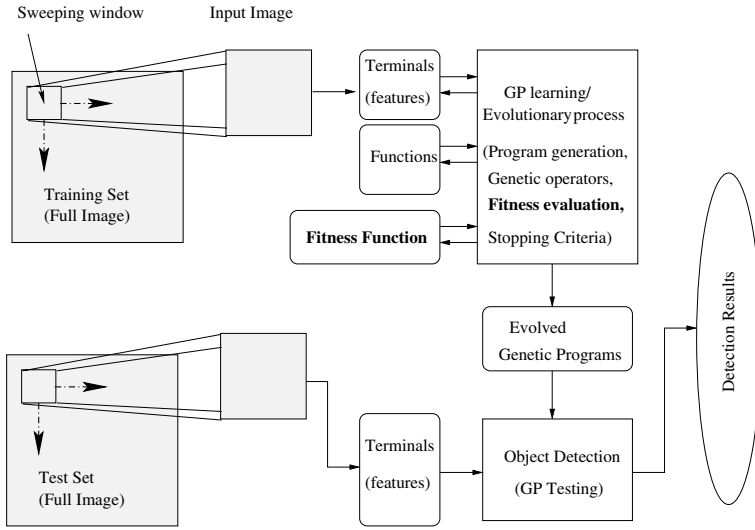 Sweeping window
Input Image
Terminals
(features)
GP learning/
Evolutionary process
Functions
(Program generation,
Genetic operators,
Fitness evaluation,
Stopping Criteria)
Training Set
(Full Image)
Fitness Function
Evolved
Genetic Programs
Detection Results
Terminals
(features)
Object Detection
(GP Testing)
Test Set
(Full Image)